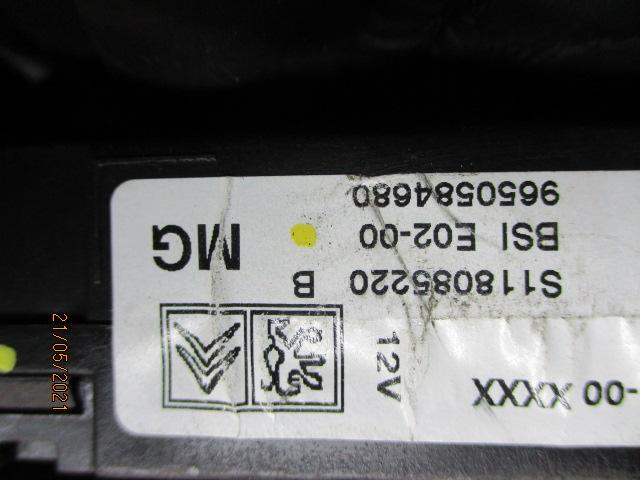 -00 XXXX
12V
S118085220 B
BSI E02-00
MG
9650584680
21/05/2021